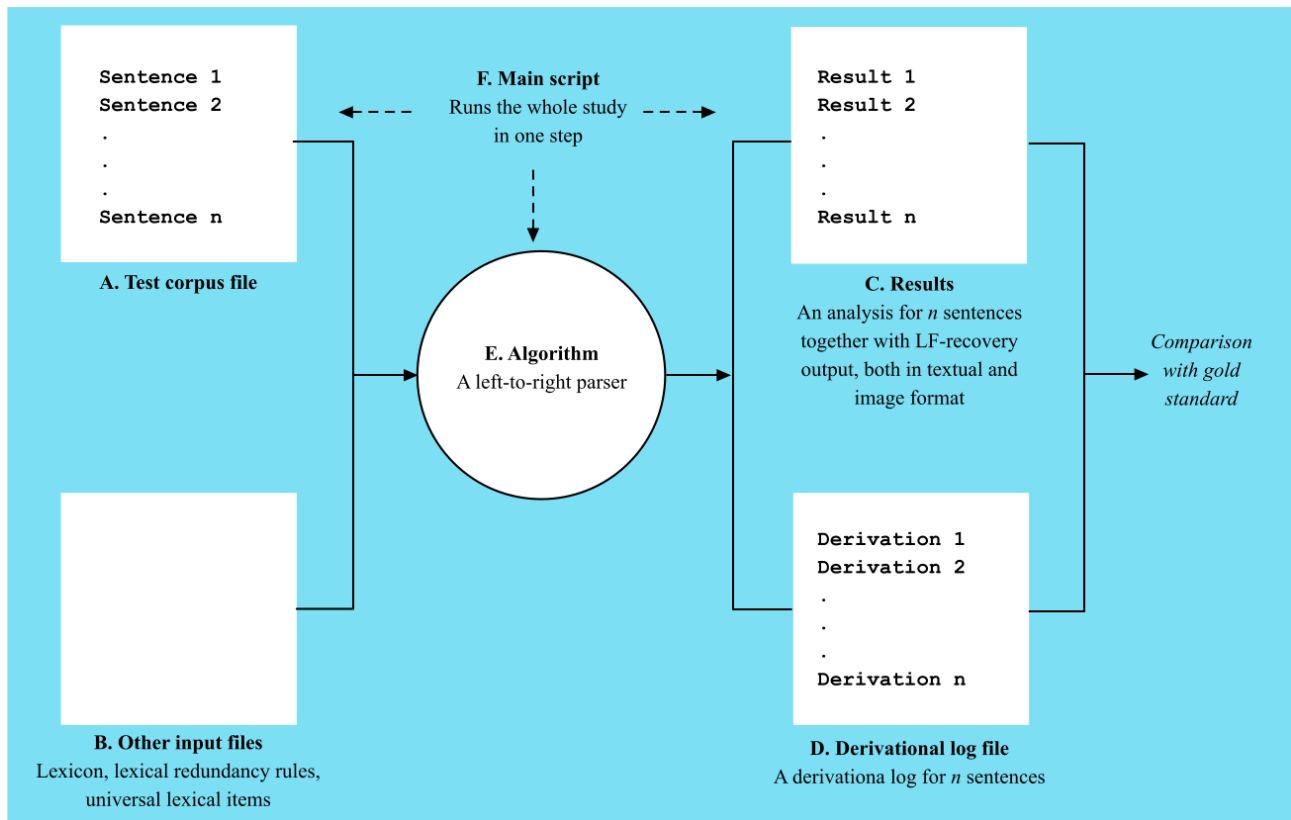 Sentence 1
Sentence 2
.
.
.
Sentence n
A. Test corpus file
F. Main script
Runs the whole study
in one step
Result 1
Result 2
.
.
.
Result n
C. Results
An analysis for n sentences
together with LF-recovery
output, both in textual and
image format
E. Algorithm
A left-to-right parser
Comparison
with gold
standard
B. Other input files
Lexicon, lexical redundancy rules,
universal lexical items
Derivation 1
Derivation 2
.
.
.
Derivation n
D. Derivational log file
A derivationa log for n sentences